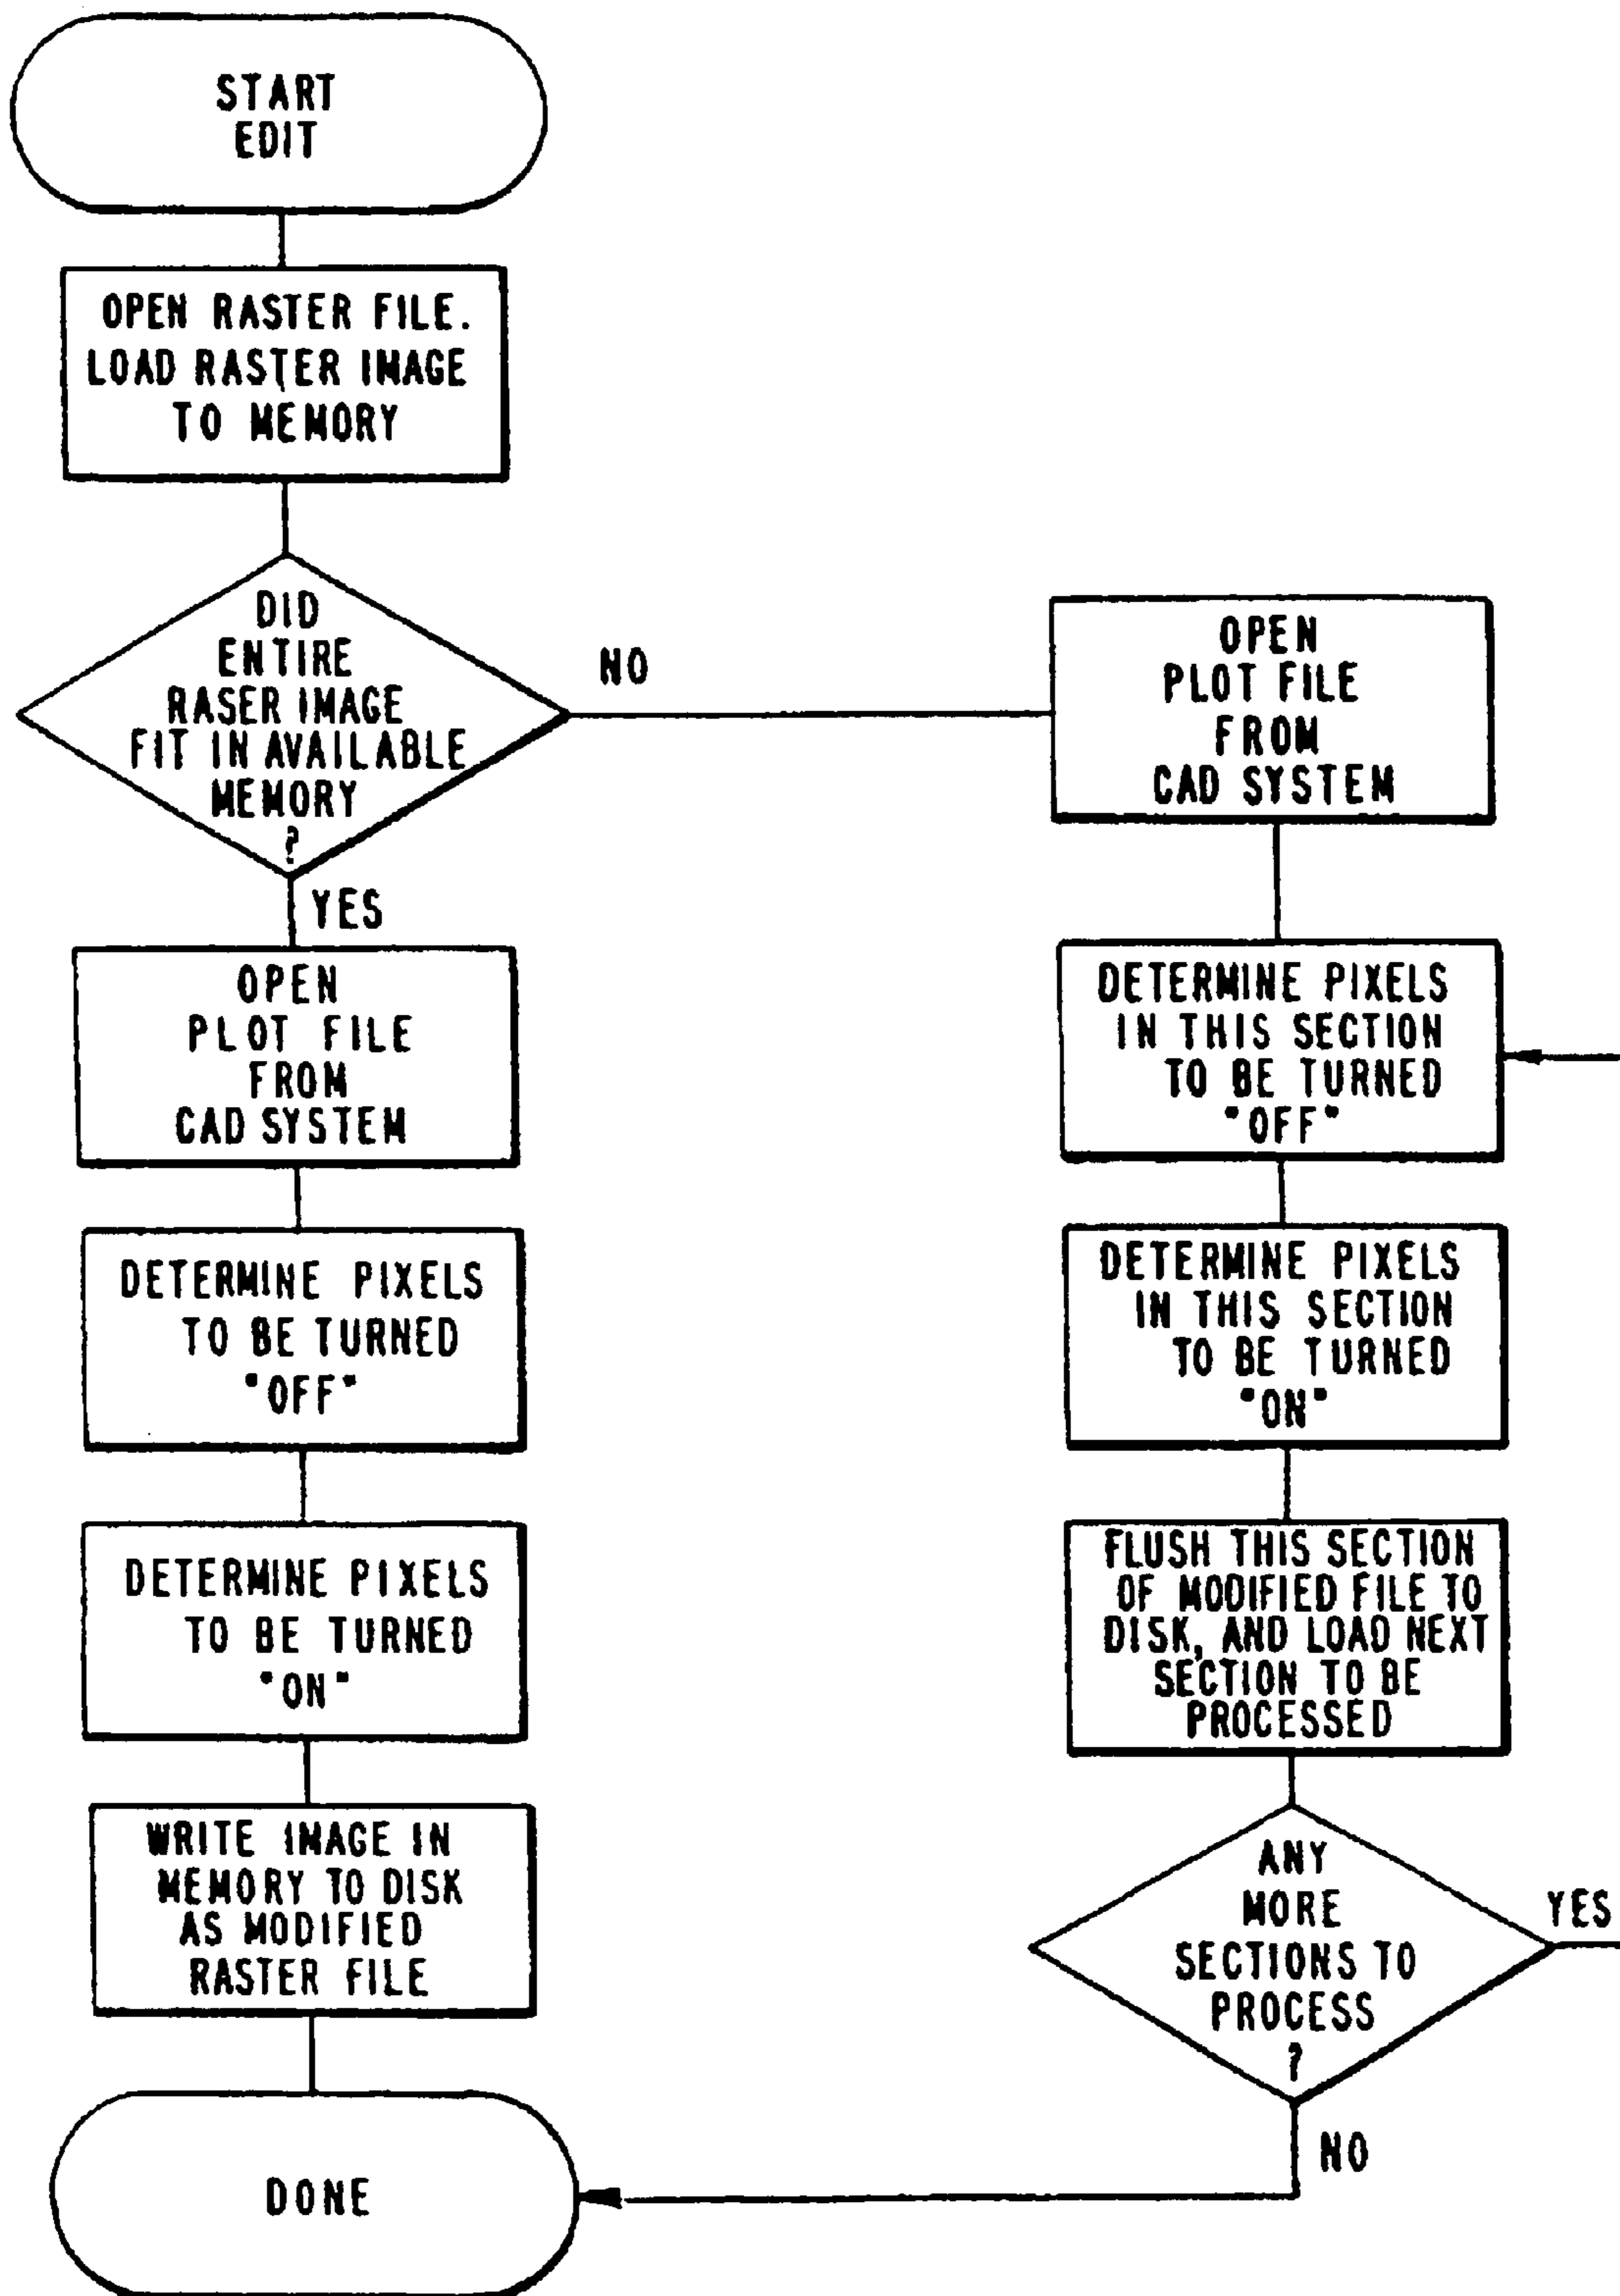 START
EDIT
OPEN RASTER FILE.
LOAD RASTER IMAGE
TO MEMORY
DID
ENTIRE
RASER IMAGE
FIT IN AVAILABLE
MEMORY
?
NO
YES
OPEN
PLOT FILE
FROM
CAD SYSTEM
DETERMINE PIXELS
TO BE TURNED
"OFF"
DETERMINE PIXELS
TO BE TURNED
"ON"
WRITE IMAGE IN
MEMORY TO DISK
AS MODIFIED
RASTER FILE
DONE
OPEN
PLOT FILE
FROM
CAD SYSTEM
DETERMINE PIXELS
IN THIS SECTION
TO BE TURNED
"OFF"
DETERMINE PIXELS
IN THIS SECTION
TO BE TURNED
"ON"
FLUSH THIS SECTION
OF MODIFIED FILE TO
DISK, AND LOAD NEXT
SECTION TO BE
PROCESSED
ANY
MORE
SECTIONS TO
PROCESS
?
YES
NO